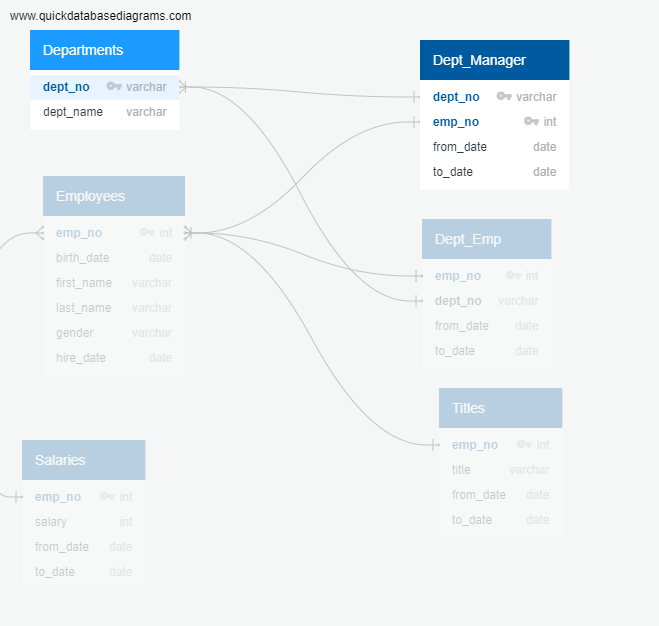 www.quickdatabasediagrams.com
Departments
dept_no varchar
dept_name varchar
Dept_Manager
dept_no varchar
emp_no int
from_date date
to_date date
Employees
emp_no int
birth_date date
first_name varchar
last_name varchar
gender varchar
hire_date date
Dept_Emp
emp_no int
dept_no varchar
from_date date
to_date date
Titles
emp_no int
title varchar
from_date date
to_date date
Salaries
emp_no int
salary int
from_date date
to_date date